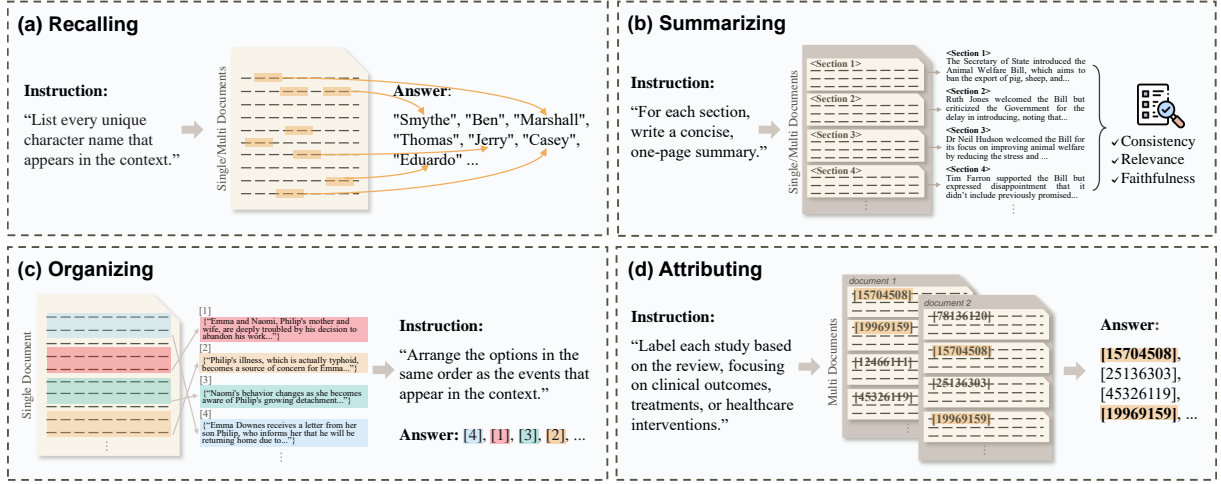 (a) Recalling
Instruction:
“List every unique
character name that
appears in the context.”
Single/Multi Documents
Answer:
"Smythe", "Ben", "Marshall",
"Thomas", "Jerry", "Casey",
"Eduardo" ...
(b) Summarizing
Instruction:
“For each section,
write a concise,
one-page summary.”
Single/Multi Documents
<Section 1>
<Section 2>
<Section 3>
<Section 4>
<Section 1>
The Secretary of State introduced the
Animal Welfare Bill, which aims to
ban the export of pig, sheep, and...
<Section 2>
Ruth Jones welcomed the Bill but
criticized the Government for the
delay in introducing, noting that...
<Section 3>
Dr Neil Hudson welcomed the Bill for
its focus on improving animal welfare
by reducing the stress and ...
<Section 4>
Tim Farron supported the Bill but
expressed disappointment that it
didn't include previously promised...
✓Consistency
✓Relevance
✓Faithfulness
(c) Organizing
Single Document
[1]
{“Emma and Naomi, Philip's mother and
wife, are deeply troubled by his decision to
abandon his work...”}
[2]
{“Philip's illness, which is actually typhoid,
becomes a source of concern for Emma...”}
[3]
{“Naomi's behavior changes as she becomes
aware of Philip's growing detachment...”}
[4]
{“Emma Downes receives a letter from her
son Philip, who informs her that he will be
returning home due to...”}
Instruction:
“Arrange the options in the
same order as the events that
appear in the context.”
Answer: [4], [1], [3], [2], ...
(d) Attributing
Instruction:
“Label each study based
on the review, focusing
on clinical outcomes,
treatments, or healthcare
interventions.”
Multi Documents
document 1
[15704508]
[19969159]
[12466111]
[45326119]
document 2
[78136120]
[15704508]
[25136303]
[19969159]
Answer:
[15704508],
[25136303],
[45326119],
[19969159], ...